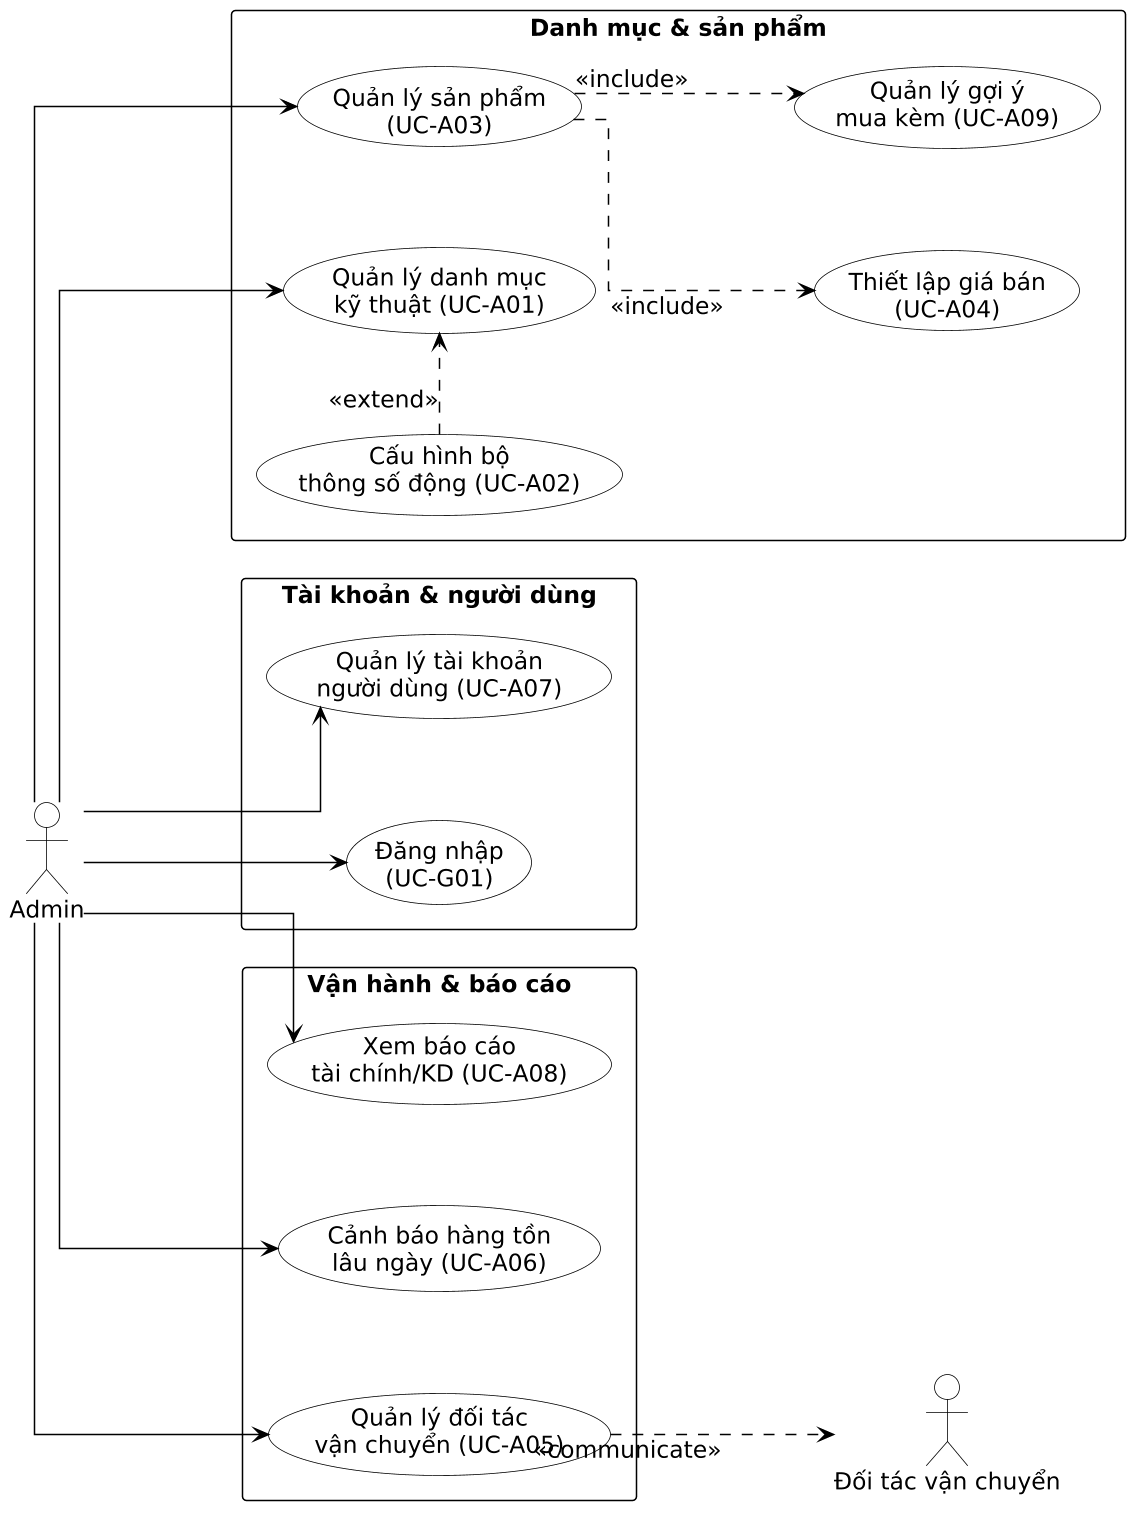 Danh mục & sản phẩm
Quản lý sản phẩm
(UC-A03)
«include»
Quản lý gợi ý
mua kèm (UC-A09)
Quản lý danh mục
kỹ thuật (UC-A01)
Thiết lập giá bán
(UC-A04)
«include»
«extend»
Cấu hình bộ
thông số động (UC-A02)
Tài khoản & người dùng
Quản lý tài khoản
người dùng (UC-A07)
Đăng nhập
(UC-G01)
Admin
Vận hành & báo cáo
Xem báo cáo
tài chính/KD (UC-A08)
Cảnh báo hàng tồn
lâu ngày (UC-A06)
Quản lý đối tác
vận chuyển (UC-A05)
«communicate»
Đối tác vận chuyển